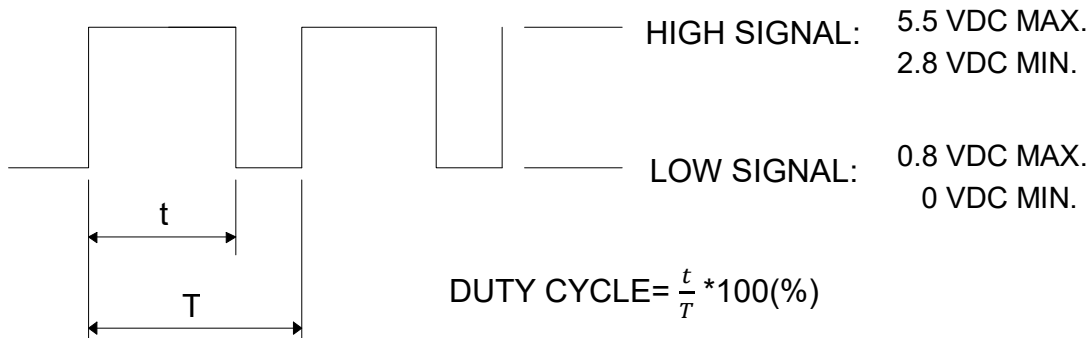 HIGH SIGNAL: 5.5 VDC MAX.
2.8 VDC MIN.
LOW SIGNAL: 0.8 VDC MAX.
0 VDC MIN.
t
T
DUTY CYCLE= t/T *100(%)